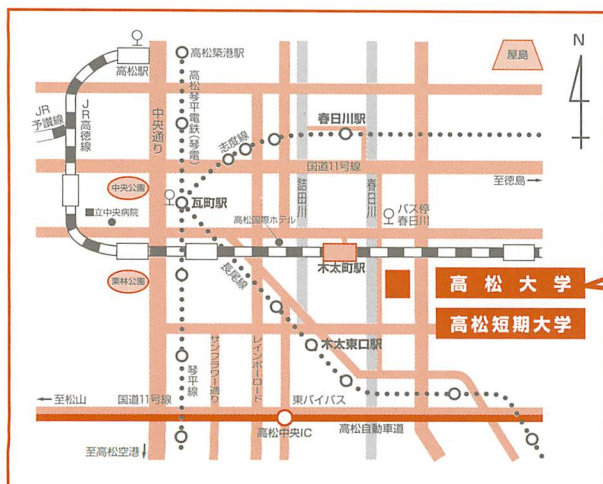 高松築港駅
屋島
N
高松駅
JR予讃線
JR高徳線
中央通り
高松琴平電鉄(琴電)
春日川駅
志度線
国道11号線
至徳島
中央公園
瓦町駅
詰田川
春日川
バス停
春日川
立中央病院
高松国際ホテル
栗林公園
長尾線
木太町駅
高松大学
高松短期大学
木太東口駅
琴平線
サンフラワー通り
レインボーロード
至松山
国道11号線
東バイパス
高松中央IC
高松自動車道
至高松空港